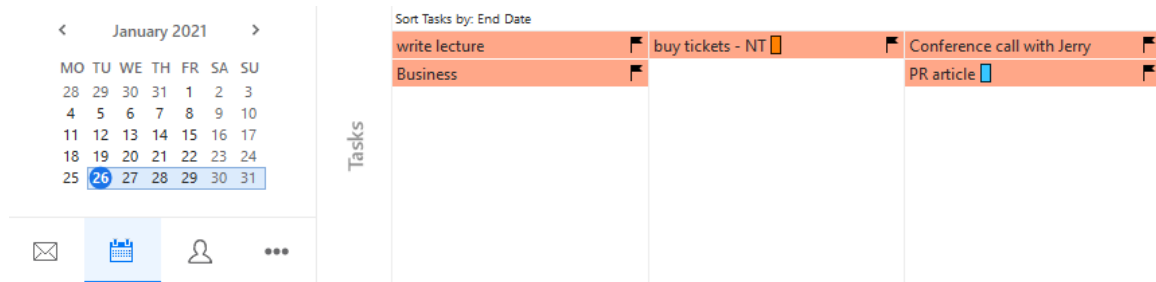 January 2021
MO TU WE TH FR SA SU
28 29 30 31 1 2 3
4 5 6 7 8 9 10
11 12 13 14 15 16 17
18 19 20 21 22 23 24
25 26 27 28 29 30 31
Tasks
Sort Tasks by: End Date
write lecture
Business
buy tickets - NT
Conference call with Jerry
PR article